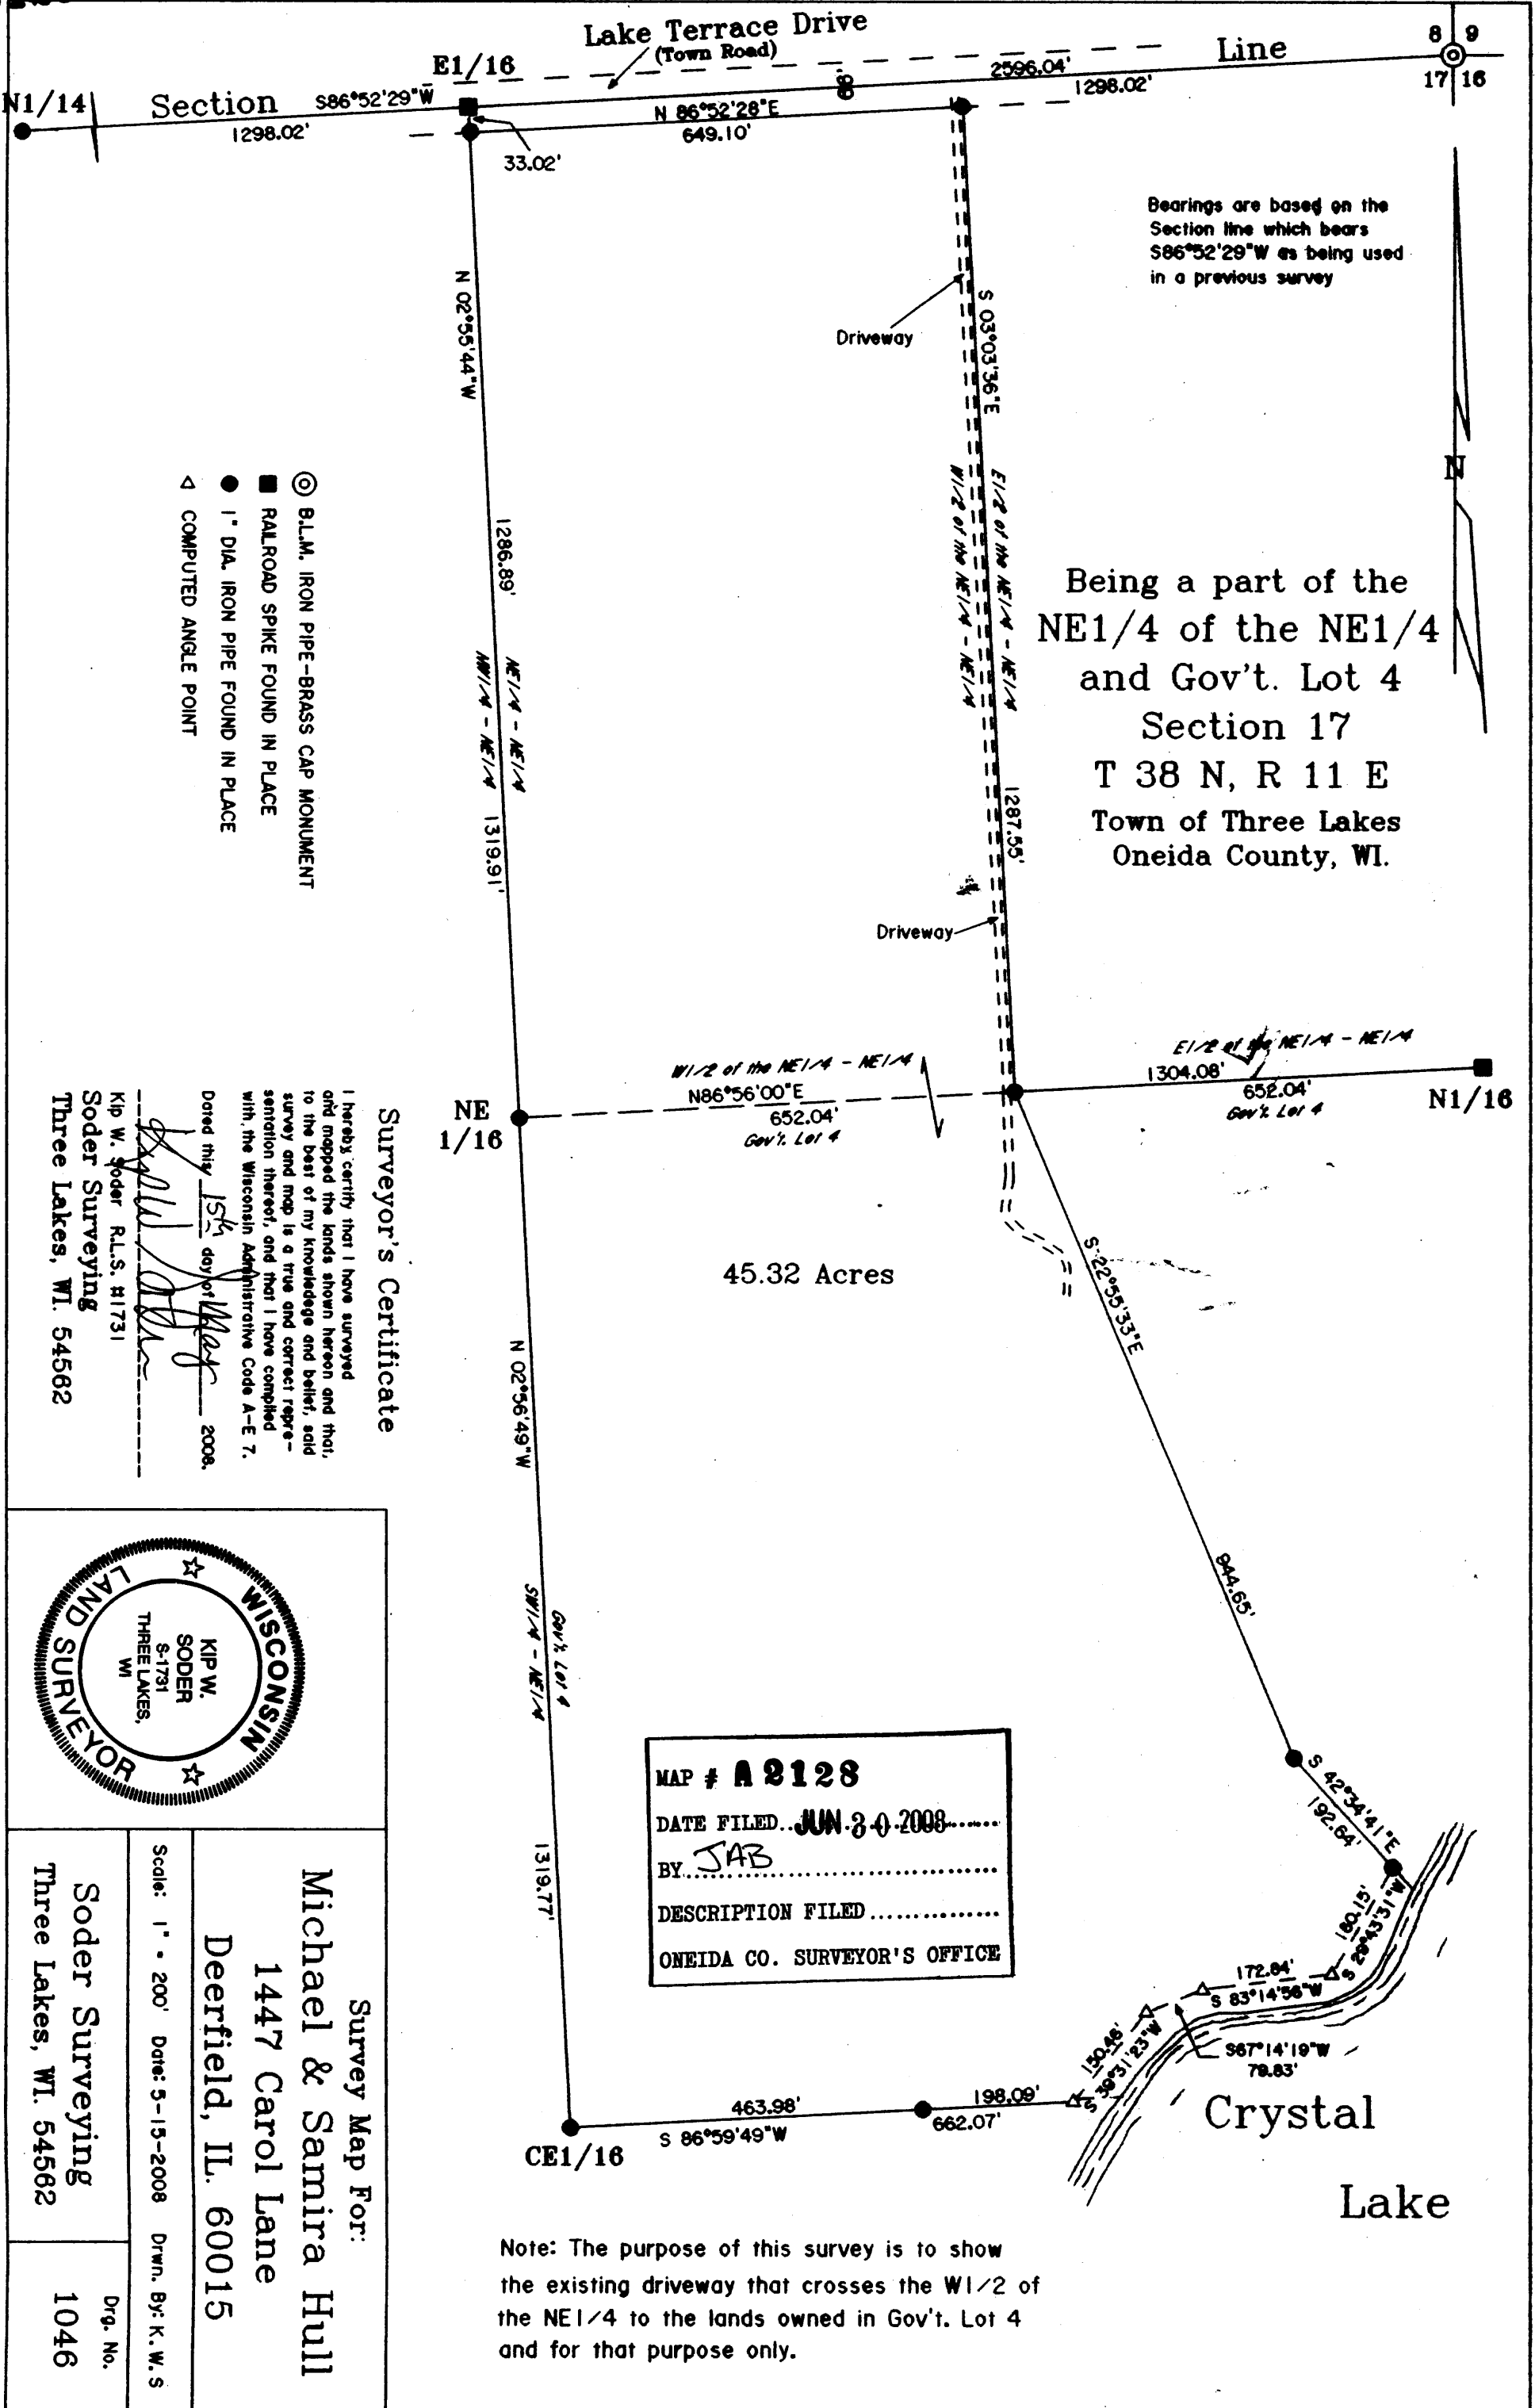 Lake Terrace Drive
(Town Road)
E1/16
Line
8 9
17 16
N1/14
Section
S86°52'29"W
1298.02'
2596.04'
1298.02'
66'
N 86°52'28"E
649.10'
33.02'
Bearings are based on the
Section line which bears
S86°52'29"W as being used
in a previous survey
N
Driveway
S 03°03'36"E
E1/2 of the NE1/4 - NE1/4
W1/2 of the NE1/4 - NE1/4
1287.55'
Driveway
N 02°55'44"W
1286.89'
NE1/4 - NE1/4
NW1/4 - NE1/4
1319.91'
Being a part of the
NE1/4 of the NE1/4
and Gov't. Lot 4
Section 17
T 38 N, R 11 E
Town of Three Lakes
Oneida County, WI.
B.L.M. IRON PIPE-BRASS CAP MONUMENT
RAILROAD SPIKE FOUND IN PLACE
1" DIA. IRON PIPE FOUND IN PLACE
COMPUTED ANGLE POINT
W1/2 of the NE1/4 - NE1/4
N86°56'00"E
652.04'
Gov't. Lot 4
E1/2 of the NE1/4 - NE1/4
1304.08'
652.04'
Gov't. Lot 4
N1/16
NE
1/16
45.32 Acres
S 22°55'33"E
944.65'
N 02°56'49"W
Gov't. Lot 4
SW1/4 - NE1/4
1319.77'
S 42°34'41"E
192.64'
160.15'
S 29°43'31"W
172.84'
S 83°14'56"W
S67°14'19"W
79.83'
150.46'
S 39°31'23"W
198.09'
662.07'
463.98'
S 86°59'49"W
CE1/16
Crystal
Lake
Surveyor's Certificate
I hereby certify that I have surveyed
and mapped the lands shown hereon and that,
to the best of my knowledege and belief, said
survey and map is a true and correct repre-
sentation thereof, and that I have complied
with, the Wisconsin Administrative Code A-E 7.
Dated this 15th day of May 2008.
Kip W. Soder R.L.S. #1731
Soder Surveying
Three Lakes, WI. 54562
WISCONSIN
KIP W.
SODER
S-1731
THREE LAKES,
WI
LAND SURVEYOR
MAP # A 2128
DATE FILED JUN 30 2008
BY JAB
DESCRIPTION FILED
ONEIDA CO. SURVEYOR'S OFFICE
Survey Map For:
Michael & Samira Hull
1447 Carol Lane
Deerfield, IL. 60015
Scale: 1" = 200' Date: 5-15-2008 Drwn. By: K. W. S
Soder Surveying
Three Lakes, WI. 54562
Drg. No.
1046
Note: The purpose of this survey is to show
the existing driveway that crosses the W1/2 of
the NE1/4 to the lands owned in Gov't. Lot 4
and for that purpose only.